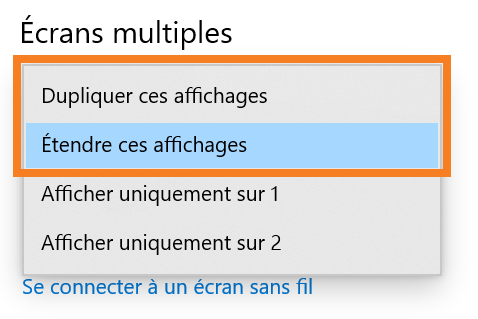 Écrans multiples
Dupliquer ces affichages
Étendre ces affichages
Afficher uniquement sur 1
Afficher uniquement sur 2
Se connecter à un écran sans fil